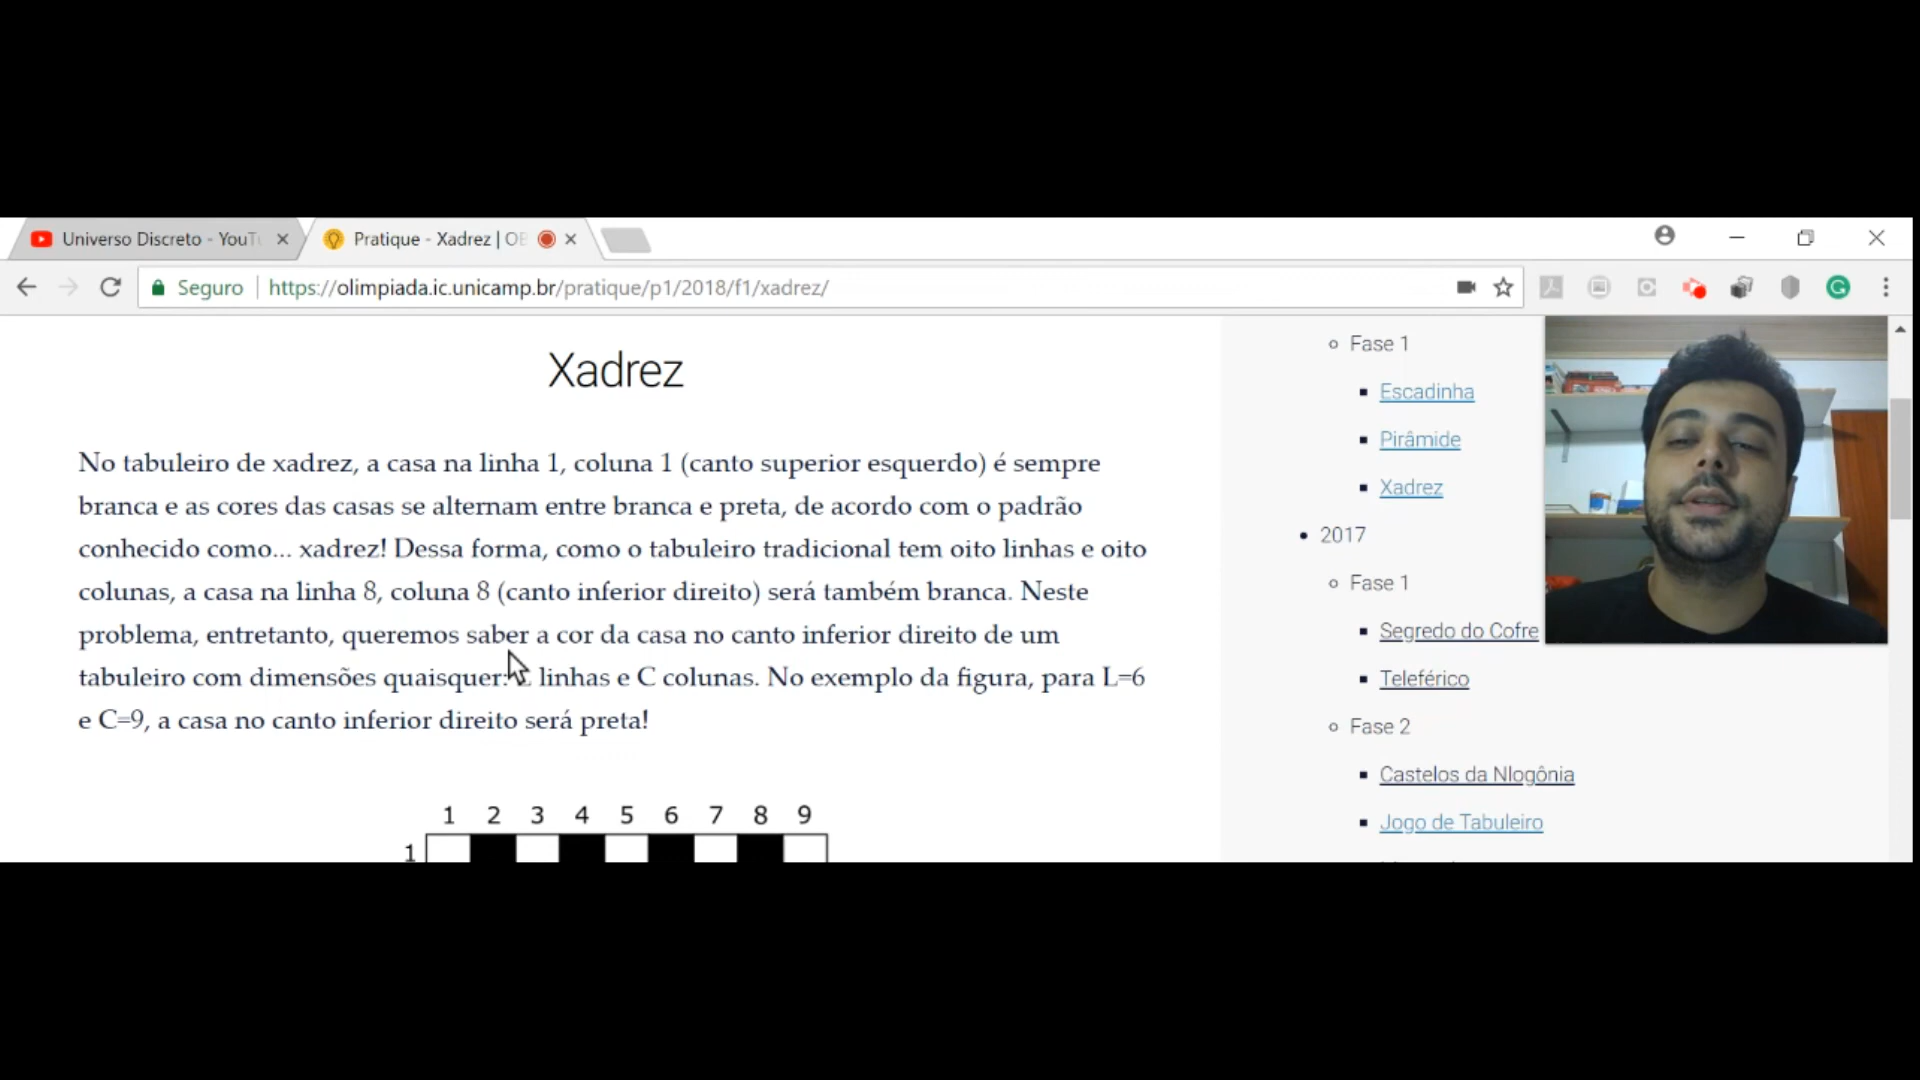 Universo Discreto - YouTu
Pratique - Xadrez | OB
Seguro
https://olimpiada.ic.unicamp.br/pratique/p1/2018/f1/xadrez/
Xadrez
No tabuleiro de xadrez, a casa na linha 1, coluna 1 (canto superior esquerdo) é sempre
branca e as cores das casas se alternam entre branca e preta, de acordo com o padrão
conhecido como... xadrez! Dessa forma, como o tabuleiro tradicional tem oito linhas e oito
colunas, a casa na linha 8, coluna 8 (canto inferior direito) será também branca. Neste
problema, entretanto, queremos saber a cor da casa no canto inferior direito de um
tabuleiro com dimensões quaisquer: L linhas e C colunas. No exemplo da figura, para L=6
e C=9, a casa no canto inferior direito será preta!
1 2 3 4 5 6 7 8 9
1
Fase 1
Escadinha
Pirâmide
Xadrez
2017
Fase 1
Segredo do Cofre
Teleférico
Fase 2
Castelos da Nlogônia
Jogo de Tabuleiro